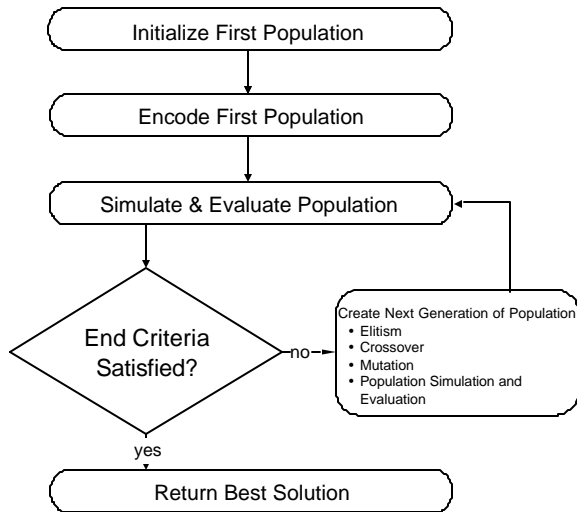 Initialize First Population
Encode First Population
Simulate & Evaluate Population
End Criteria
Satisfied?
no
Create Next Generation of Population
• Elitism
• Crossover
• Mutation
• Population Simulation and
Evaluation
yes
Return Best Solution